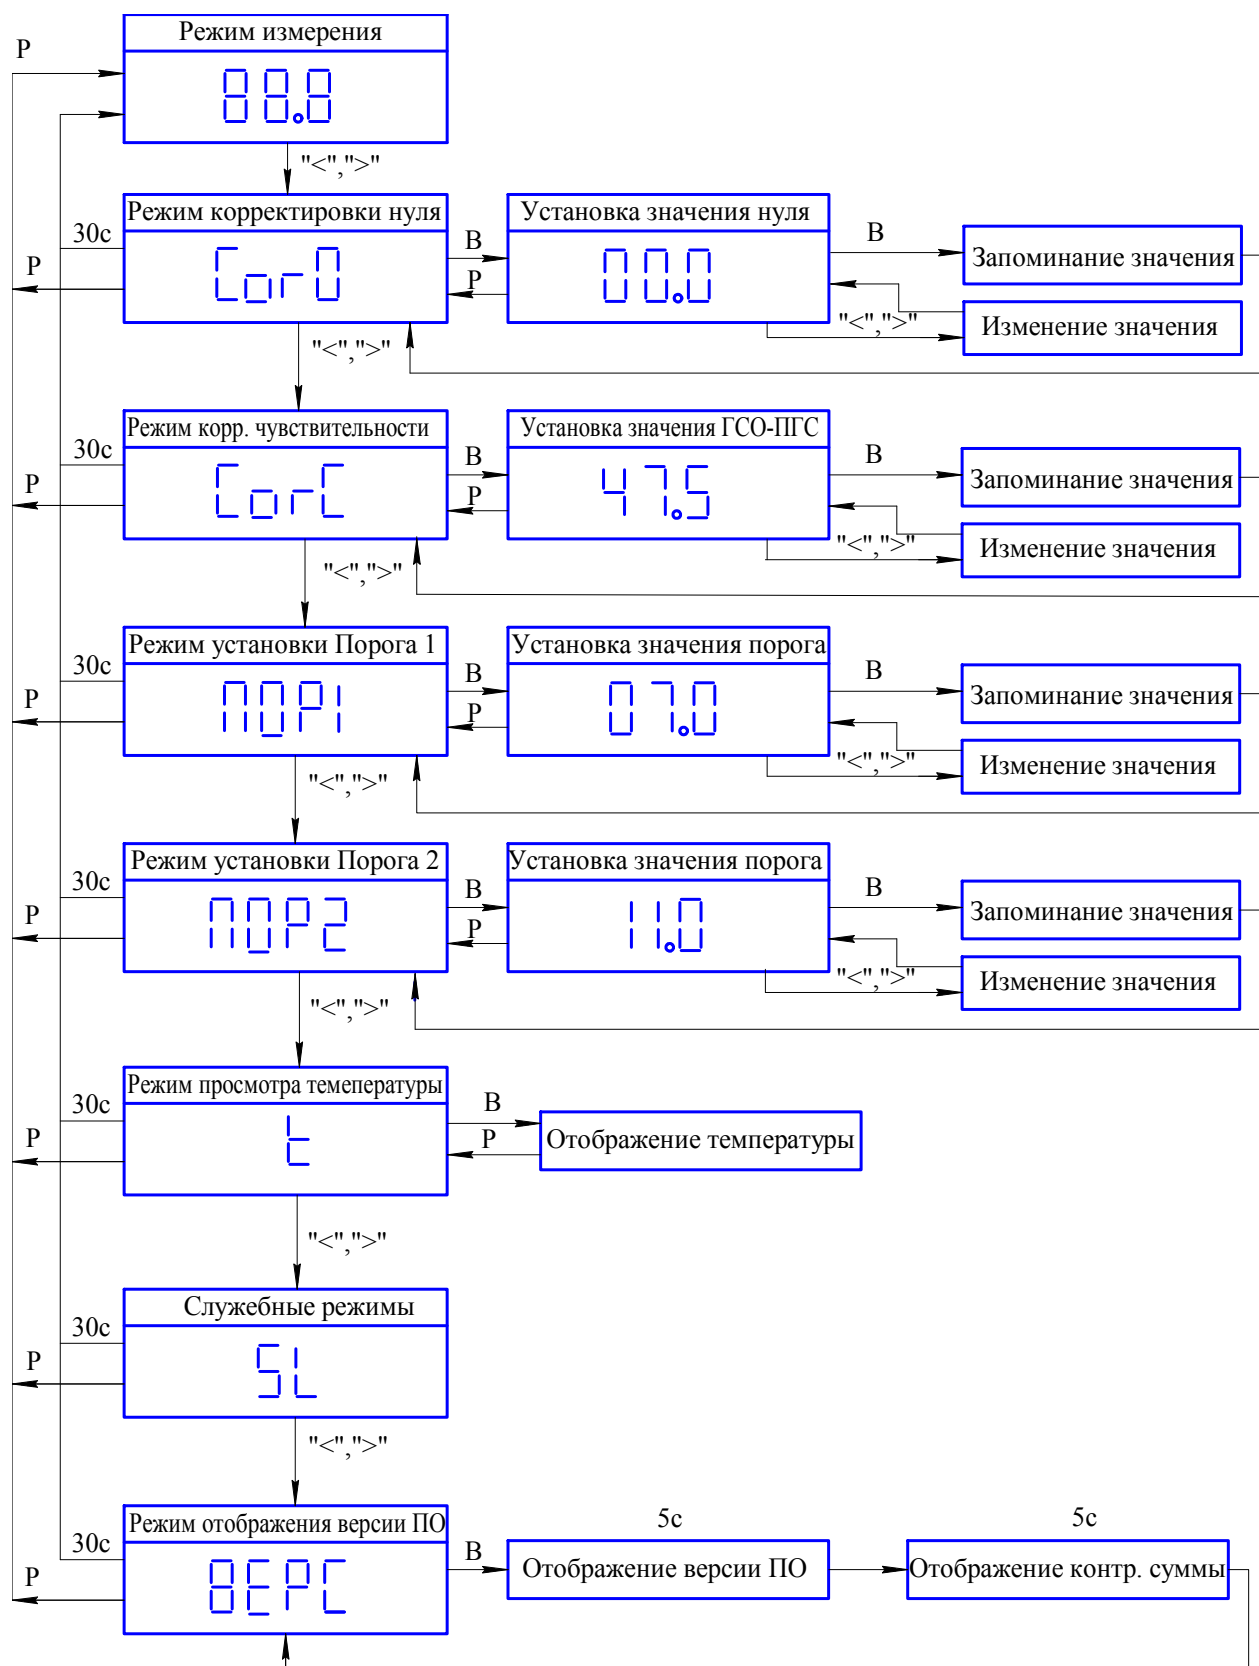 Режим измерения
Р
88.8
"<",">"
Режим корректировки нуля
Установка значения нуля
30с
В
В
Cor0
00.0
Запоминание значения
Р
Р
"<",">"
Изменение значения
"<",">"
Режим корр. чувствительности
Установка значения ГСО-ПГС
30с
В
В
CorC
47.5
Запоминание значения
Р
Р
"<",">"
Изменение значения
"<",">"
Режим установки Порога 1
Установка значения порога
30с
В
В
ПОР1
07.0
Запоминание значения
Р
Р
"<",">"
Изменение значения
"<",">"
Режим установки Порога 2
Установка значения порога
30с
В
В
ПОР2
11.0
Запоминание значения
Р
Р
"<",">"
Изменение значения
"<",">"
Режим просмотра темепературы
30с
В
t
Отображение температуры
Р
Р
"<",">"
Служебные режимы
30с
SL
Р
"<",">"
Режим отображения версии ПО
5с
5с
30с
В
Отображение версии ПО
Отображение контр. суммы
ВЕРС
Р